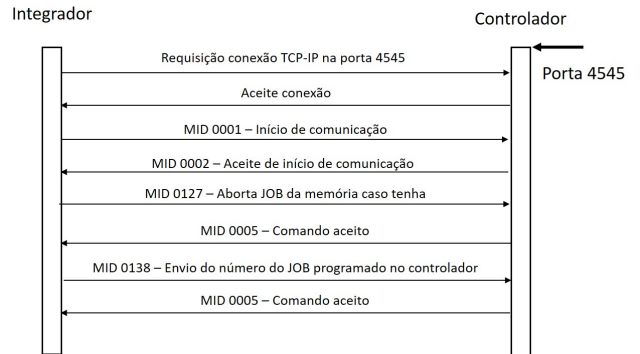 Integrador
Controlador
Requisição conexão TCP-IP na porta 4545
Porta 4545
Aceite conexão
MID 0001 – Início de comunicação
MID 0002 – Aceite de início de comunicação
MID 0127 – Aborta JOB da memória caso tenha
MID 0005 – Comando aceito
MID 0138 – Envio do número do JOB programado no controlador
MID 0005 – Comando aceito